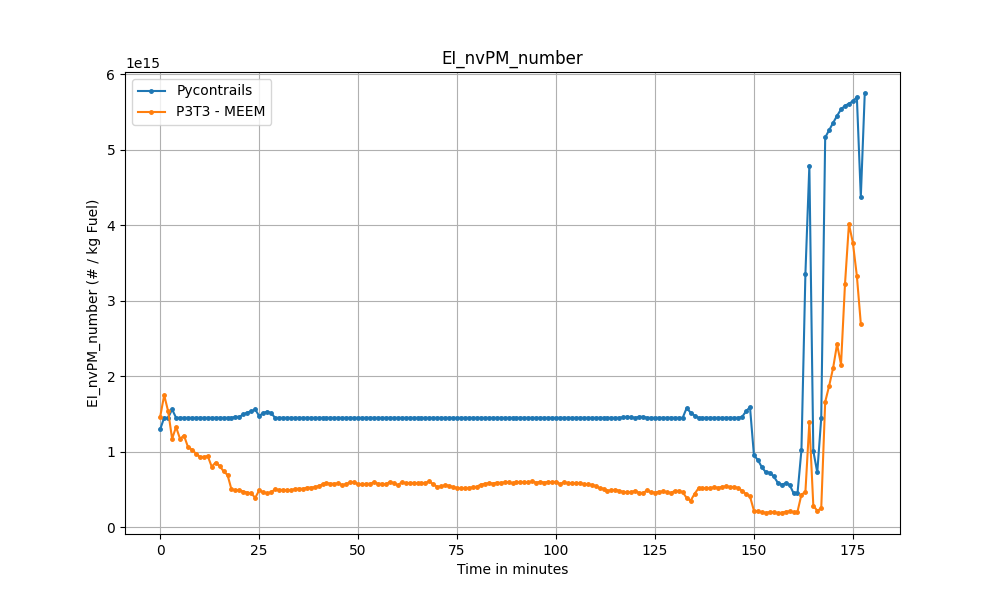 EI_nvPM_number
1e15
Pycontrails
P3T3 - MEEM
EI_nvPM_number (# / kg Fuel)
6
5
4
3
2
1
0
0 25 50 75 100 125 150 175
Time in minutes